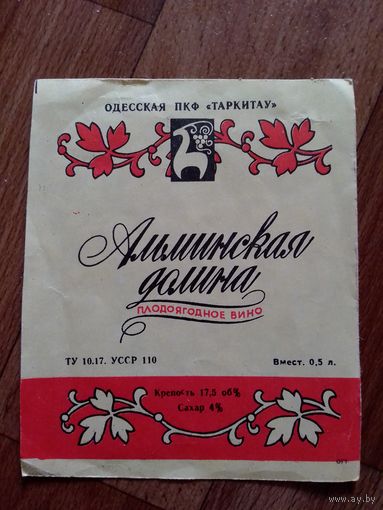 ОДЕССКАЯ ПКФ «ТАРКИТАУ»
Алминская
долина
ПЛОДОЯГОДНОЕ ВИНО
ТУ 10.17. УССР 110 Вмест. 0,5 л.
Крепость 17,5 об%
Сахар 4%
www.ay.by